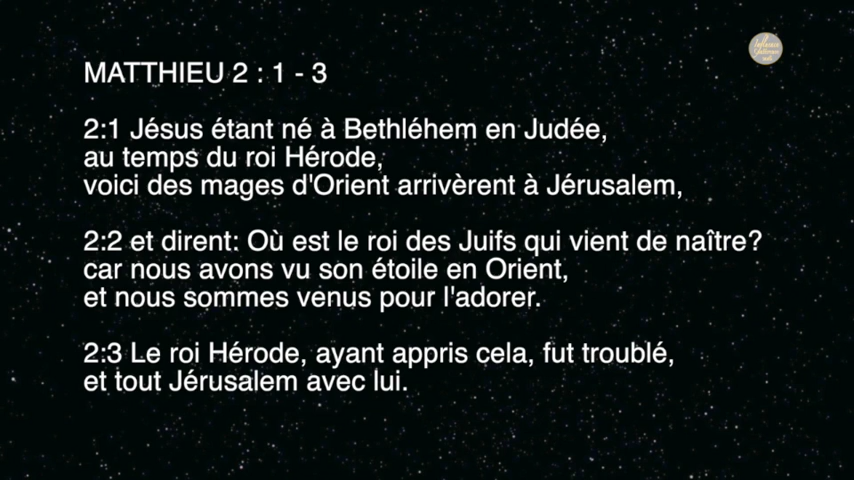 MATTHIEU 2 : 1 - 3
2:1 Jésus étant né à Bethléhem en Judée,
au temps du roi Hérode,
voici des mages d'Orient arrivèrent à Jérusalem,
2:2 et dirent: Où est le roi des Juifs qui vient de naître?
car nous avons vu son étoile en Orient,
et nous sommes venus pour l'adorer.
2:3 Le roi Hérode, ayant appris cela, fut troublé,
et tout Jérusalem avec lui.